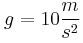 g = 10 m/s²